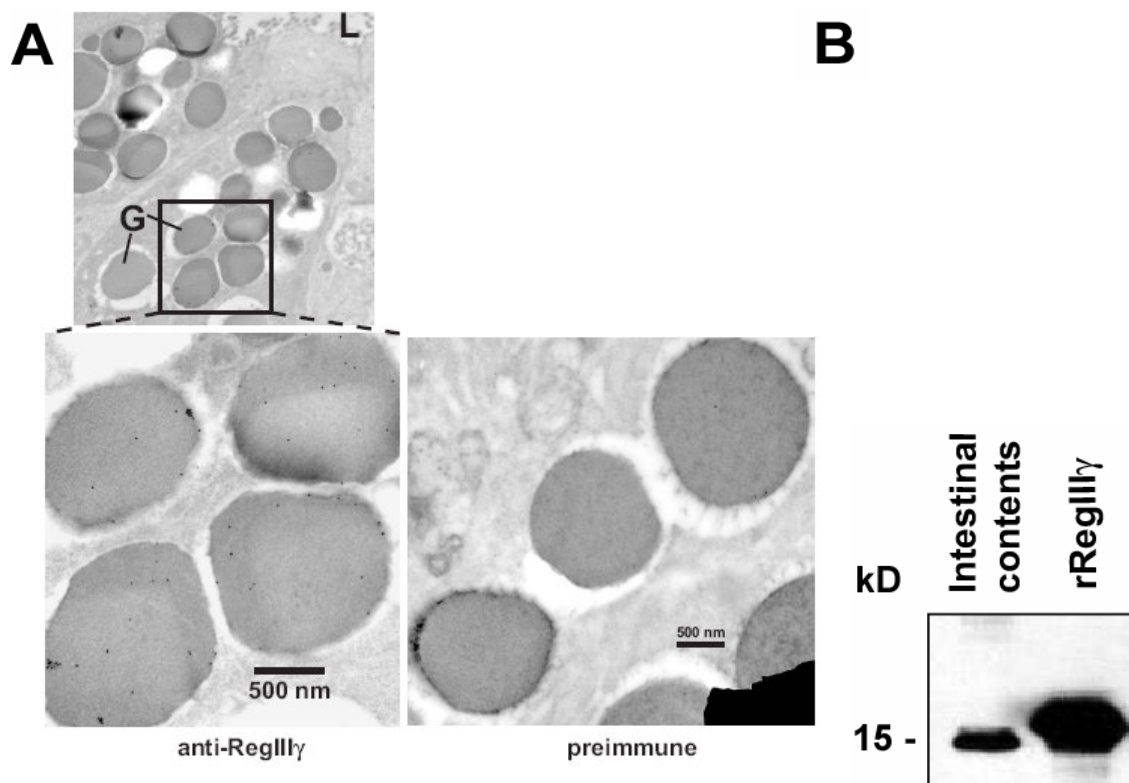 A
L
G
500 nm
anti-RegIIIγ
500 nm
preimmune
B
kD
Intestinal
contents
rRegIIIγ
15 -